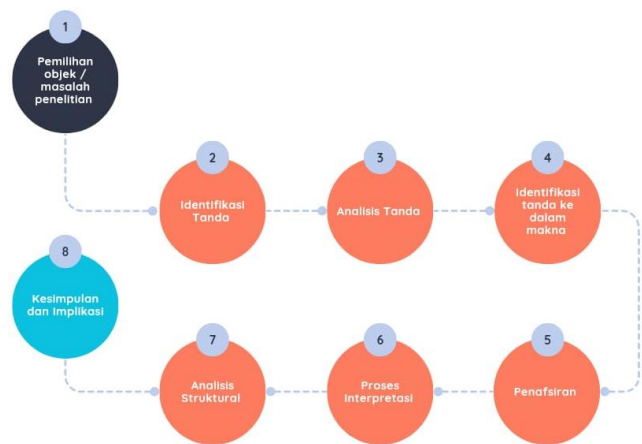 1
Pemilihan
objek /
masalah
penelitian
2
Identifikasi
Tanda
3
Analisis Tanda
4
Identifikasi
tanda ke
dalam
makna
5
Penafsiran
6
Proses
Interpretasi
7
Analisis
Struktural
8
Kesimpulan
dan Implikasi